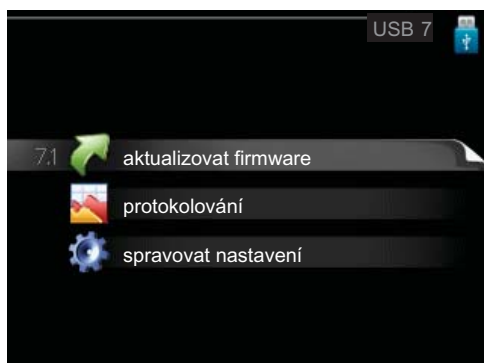 USB 7
7.1 aktualizovat firmware
protokolování
spravovat nastavení